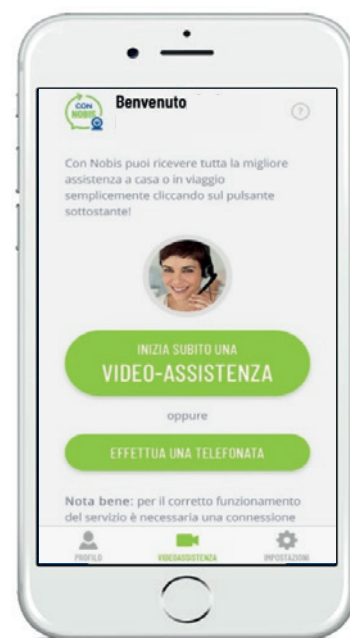 CON
NOBIS
Benvenuto
?
Con Nobis puoi ricevere tutta la migliore
assistenza a casa o in viaggio
semplicemente cliccando sul pulsante
sottostante!
INIZIA SUBITO UNA
VIDEO-ASSISTENZA
oppure
EFFETTUA UNA TELEFONATA
Nota bene: per il corretto funzionamento
del servizio è necessaria una connessione
PROFILO
VIDEOASSISTENZA
IMPOSTAZIONI